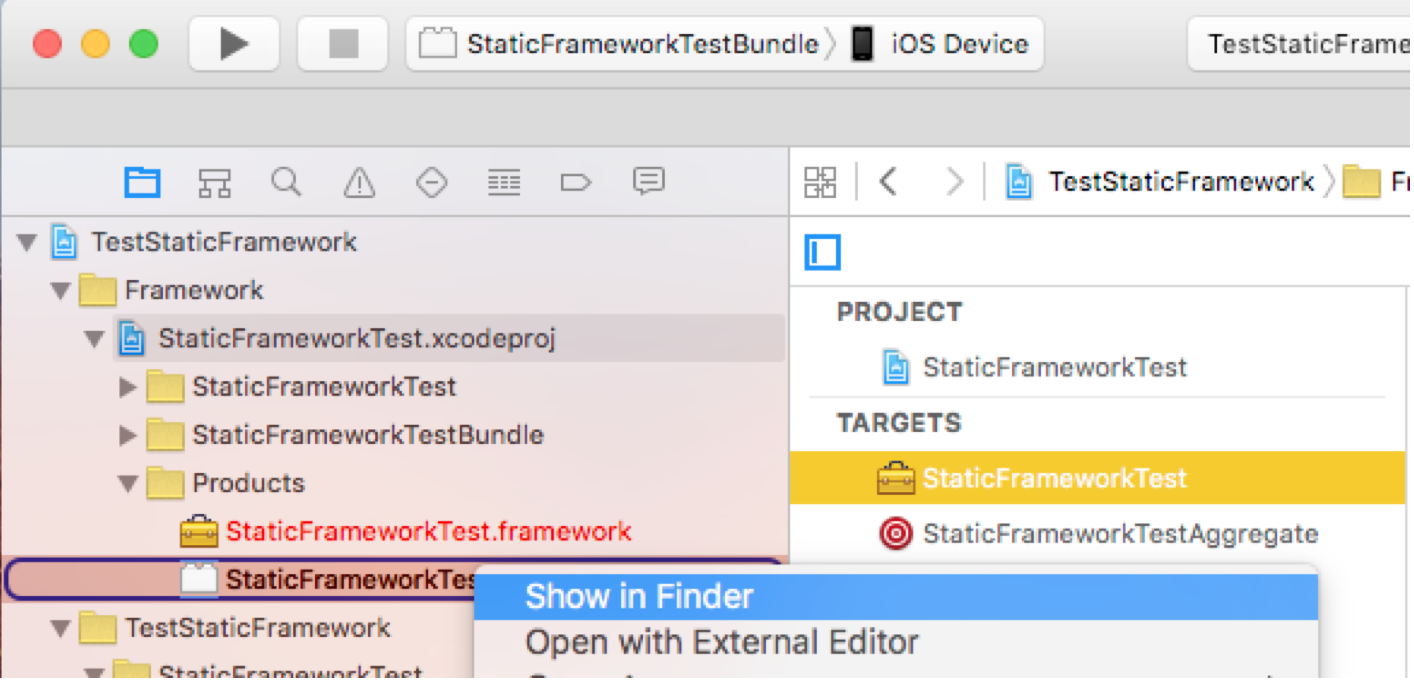 StaticFrameworkTestBundle iOS Device
TestStaticFrame
TestStaticFramework
TestStaticFramework
PROJECT
Framework
StaticFrameworkTest.xcodeproj
StaticFrameworkTest
StaticFrameworkTest
TARGETS
StaticFrameworkTestBundle
StaticFrameworkTest
Products
StaticFrameworkTest.framework
StaticFrameworkTestAggregate
StaticFrameworkTes
Show in Finder
TestStaticFramework
Open with External Editor
StaticFrameworkTest